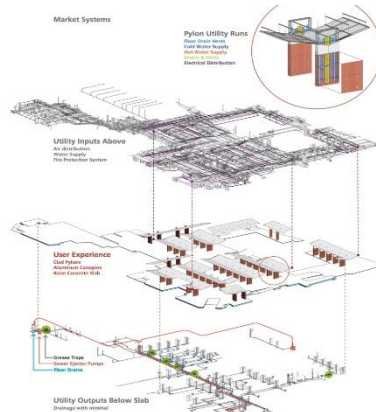 Market Systems
Pylon Utility Runs
Floor Drain Vents
Cold Water Supply
Hot Water Supply
Drains & Vents
Electrical Distribution
Utility Inputs Above
Air distribution
Water Supply
Fire Protection System
User Experience
Clad Pylons
Aluminum Canopies
Raise Concrete Slab
Grease Traps
Sewer Ejector Pumps
Floor Drains
Utility Outputs Below Slab
Drainage with minimal